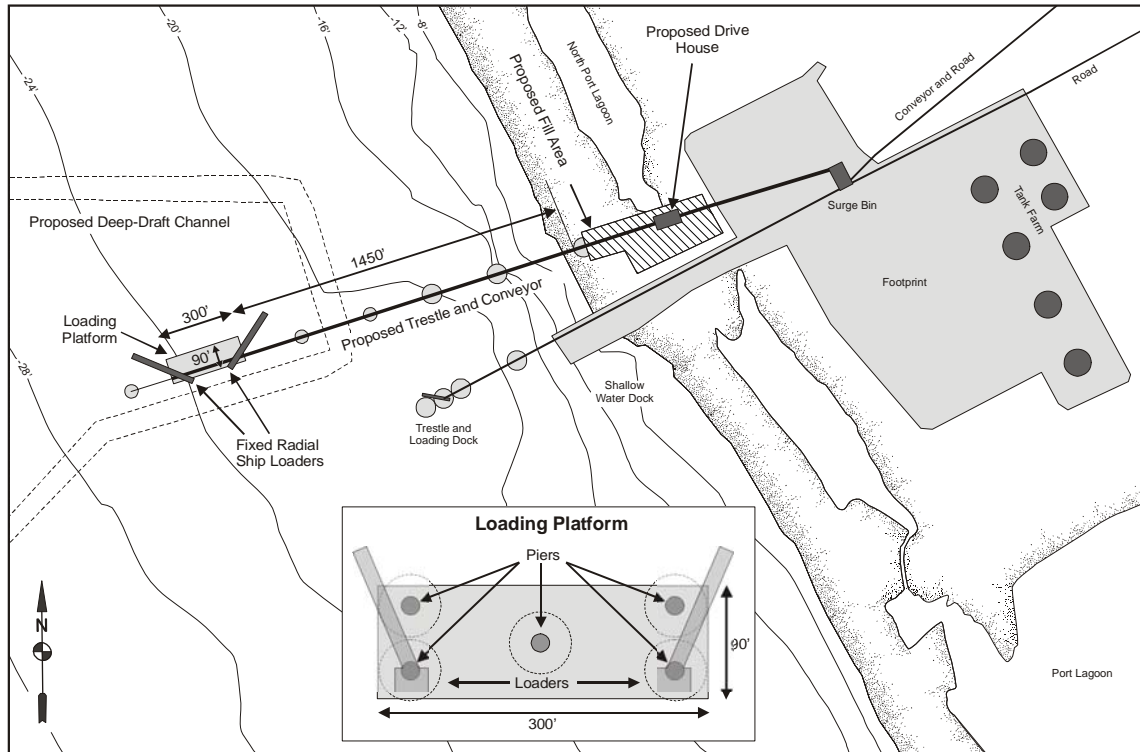 -24'
-20'
-16'
-12'
-8'
Proposed Drive
House
North Port Lagoon
Proposed Fill Area
Conveyor and Road
Road
Proposed Deep-Draft Channel
1450'
300'
Loading
Platform
90'
Proposed Trestle and Conveyor
Surge Bin
Tank Farm
Footprint
-28'
Fixed Radial
Ship Loaders
Trestle and
Loading Dock
Shallow
Water Dock
Loading Platform
Piers
90'
Loaders
300'
N
Port Lagoon